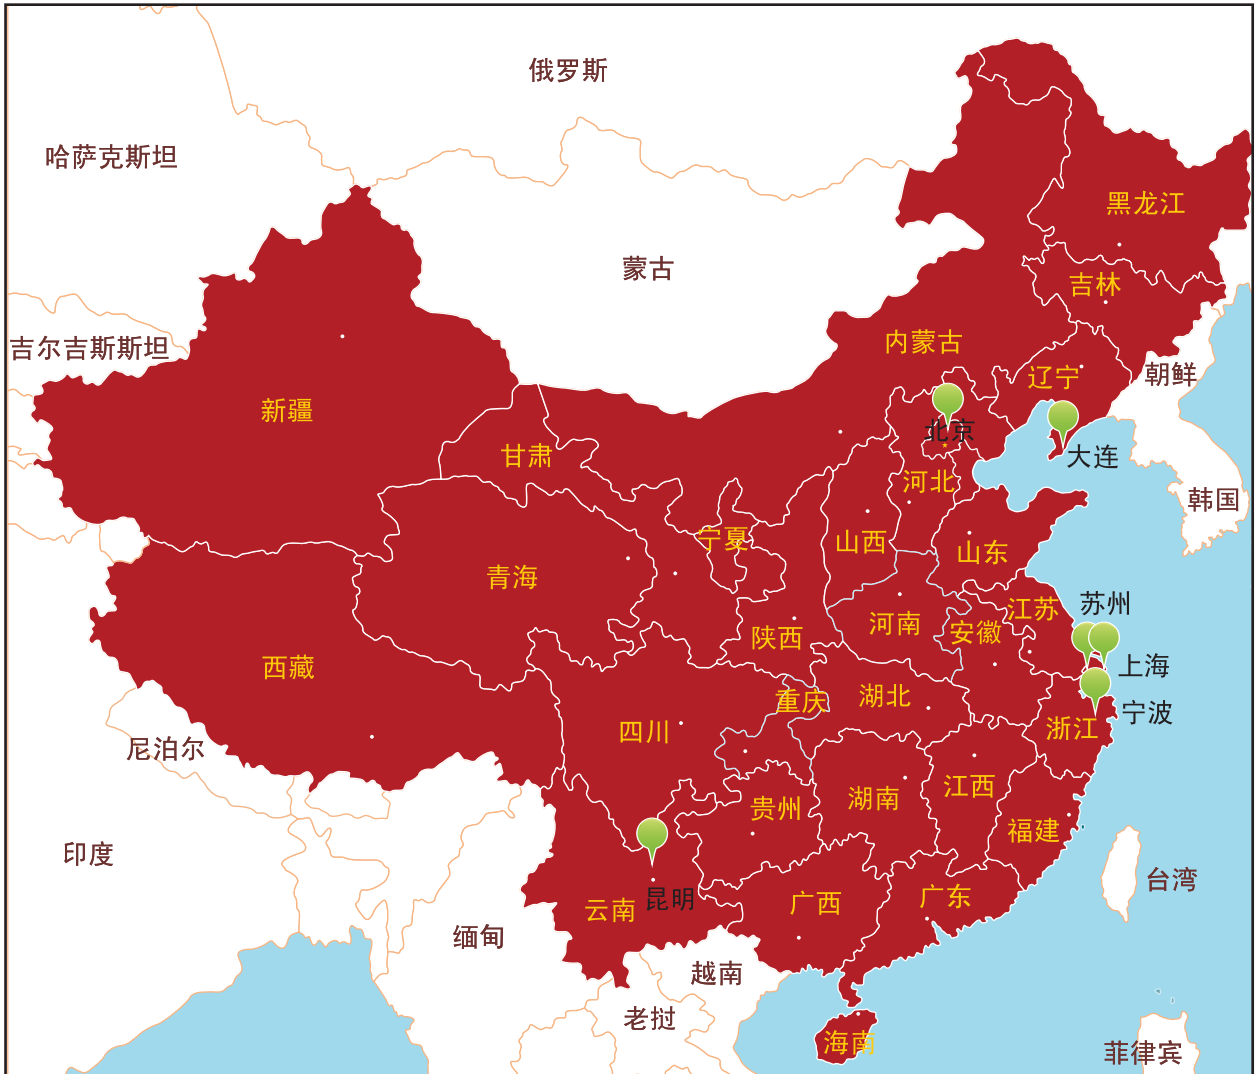 俄罗斯
哈萨克斯坦
黑龙江
蒙古
吉林
内蒙古
吉尔吉斯斯坦
朝鲜
辽宁
新疆
北京
甘肃
大连
河北
韩国
宁夏
山西
山东
青海
苏州
江苏
河南
安徽
陕西
西藏
上海
湖北
重庆
宁波
四川
浙江
尼泊尔
江西
湖南
贵州
福建
印度
台湾
昆明
广东
广西
云南
缅甸
越南
老挝
海南
菲律宾